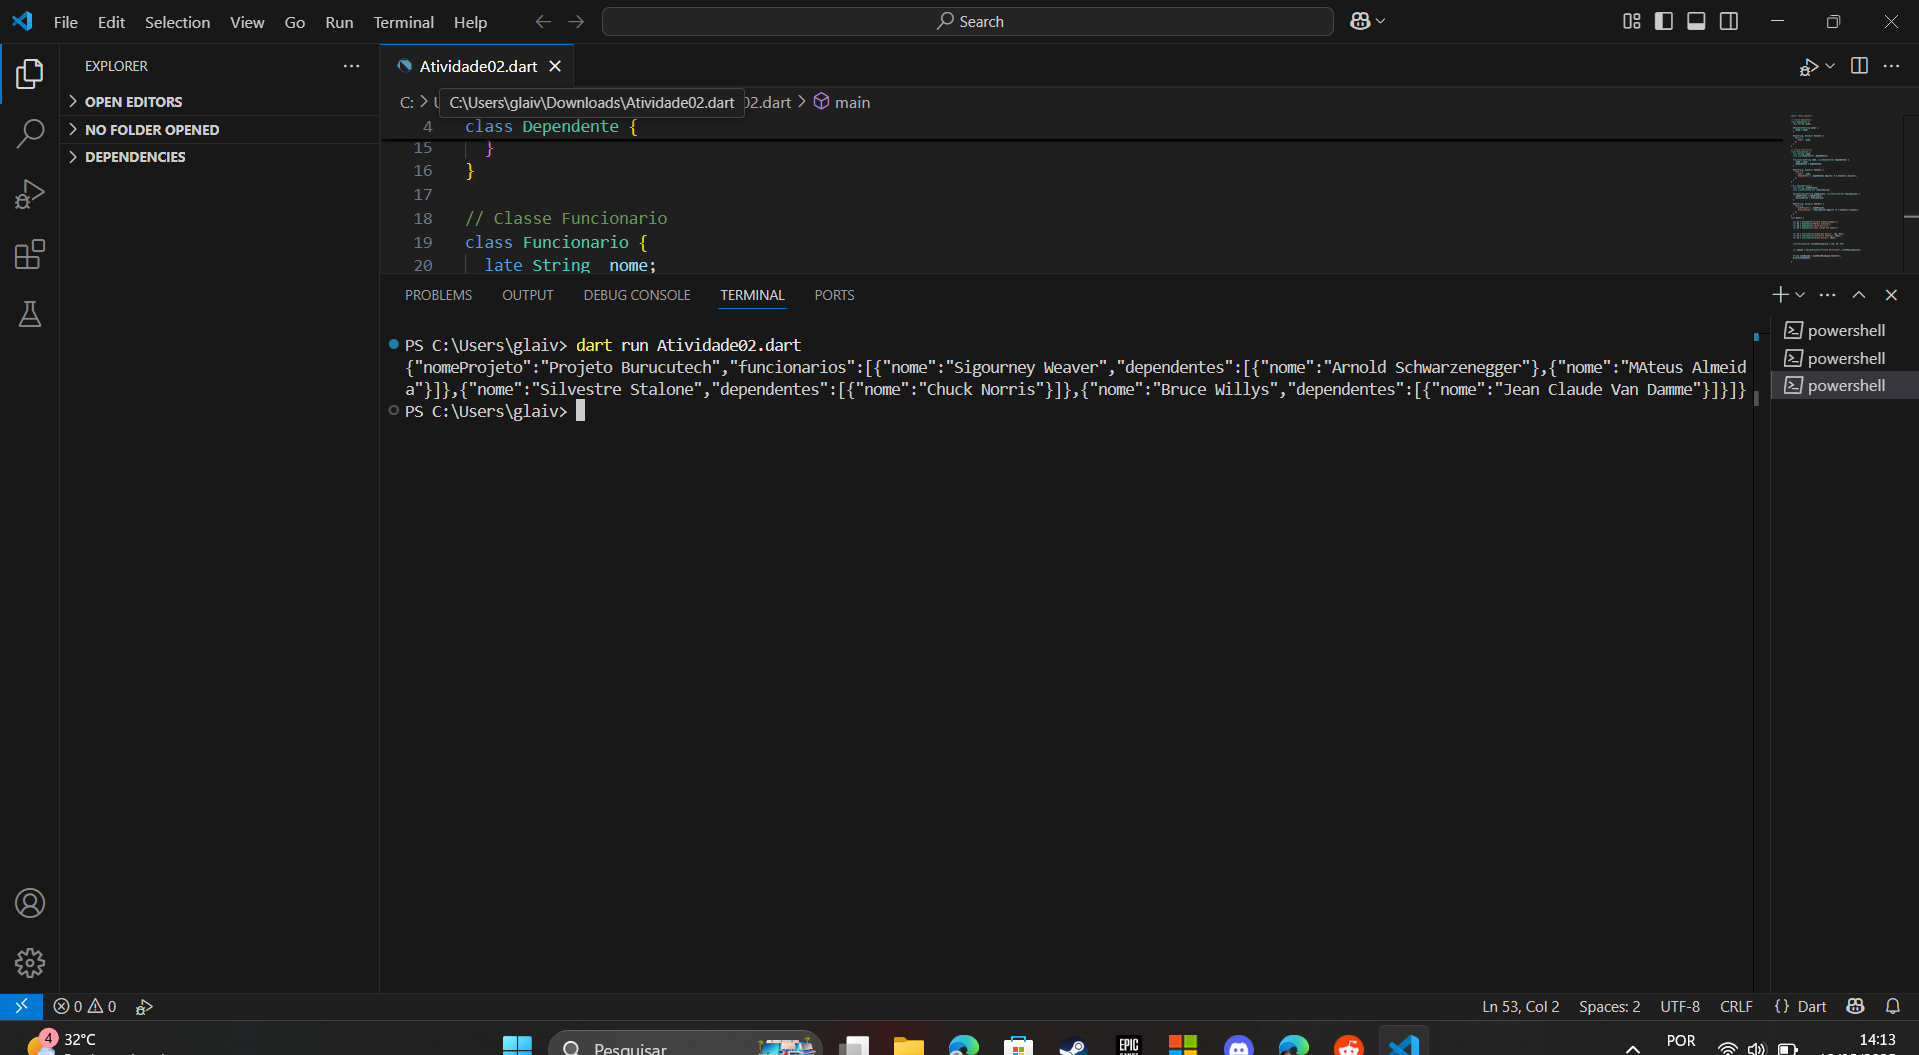 File Edit Selection View Go Run Terminal Help
Search
EXPLORER
OPEN EDITORS
NO FOLDER OPENED
DEPENDENCIES
Atividade02.dart
C: > C:\Users\glaiv\Downloads\Atividade02.dart 02.dart > main
4 class Dependente {
15 }
16 }
17
18 // Classe Funcionario
19 class Funcionario {
20 late String _nome;
PROBLEMS OUTPUT DEBUG CONSOLE TERMINAL PORTS
powershell
powershell
powershell
PS C:\Users\glaiv> dart run Atividade02.dart
{"nomeProjeto":"Projeto Burucutech","funcionarios":[{"nome":"Sigourney Weaver","dependentes":[{"nome":"Arnold Schwarzenegger"},{"nome":"MAteus Almeid
a"}]},{"nome":"Silvestre Stalone","dependentes":[{"nome":"Chuck Norris"}]},{"nome":"Bruce Willys","dependentes":[{"nome":"Jean Claude Van Damme"}]}]}
PS C:\Users\glaiv>
0 0
Ln 53, Col 2 Spaces: 2 UTF-8 CRLF {} Dart
4
32°C
Pesquisar
EPIC
POR
14:13